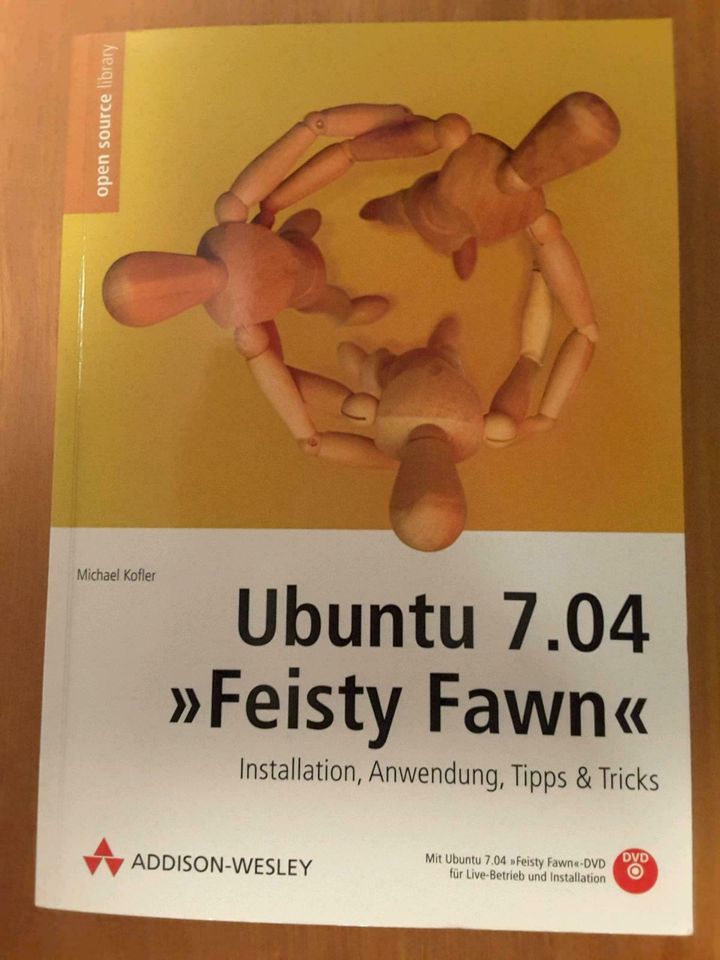 open source library
Michael Kofler
Ubuntu 7.04
»Feisty Fawn«
Installation, Anwendung, Tipps & Tricks
ADDISON-WESLEY
Mit Ubuntu 7.04 »Feisty Fawn«-DVD
für Live-Betrieb und Installation
DVD